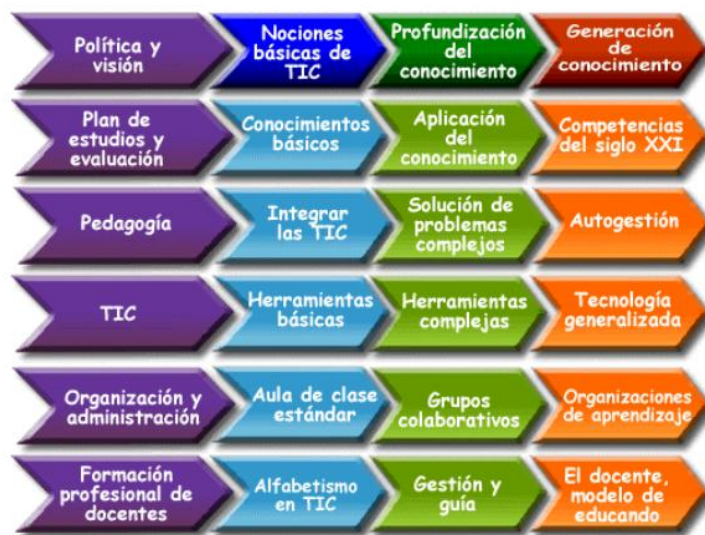 Política y
visión
Nociones
básicas de
TIC
Profundización
del
conocimiento
Generación
de
conocimiento
Plan de
estudios y
evaluación
Conocimientos
básicos
Aplicación
del
conocimiento
Competencias
del siglo XXI
Pedagogía
Integrar
las TIC
Solución de
problemas
complejos
Autogestión
TIC
Herramientas
básicas
Herramientas
complejas
Tecnología
generalizada
Organización y
administración
Aula de clase
estándar
Grupos
colaborativos
Organizaciones
de aprendizaje
Formación
profesional de
docentes
Alfabetismo
en TIC
Gestión y
guía
El docente,
modelo de
educando